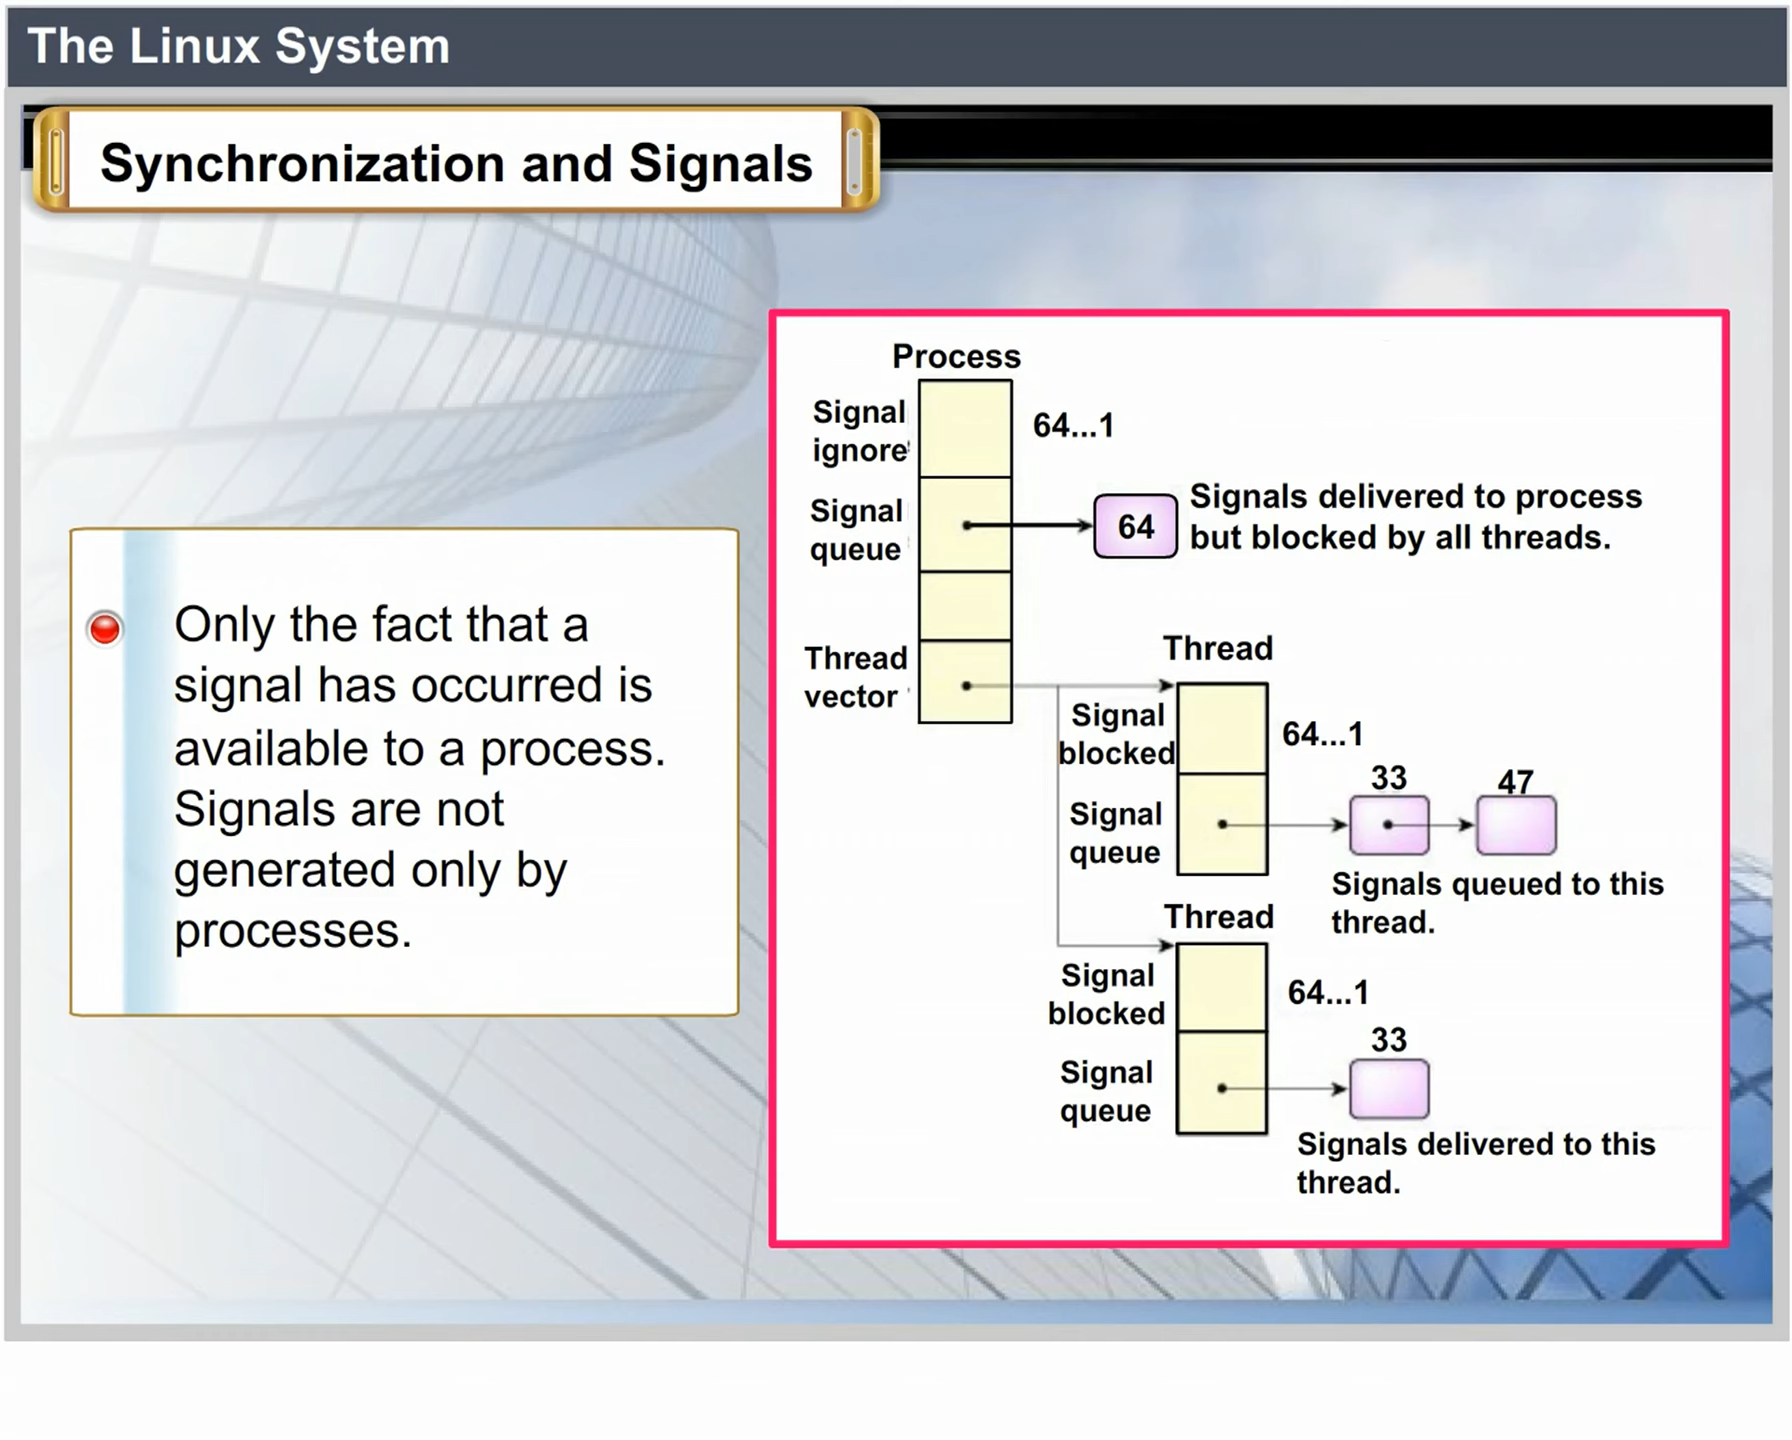 The Linux System
Synchronization and Signals
Only the fact that a
signal has occurred is
available to a process.
Signals are not
generated only by
processes.
Process
Signal
ignore
64...1
Signal
queue
64
Signals delivered to process
but blocked by all threads.
Thread
vector
Thread
Signal
blocked
64...1
Signal
queue
33
47
Signals queued to this
thread.
Thread
Signal
blocked
64...1
Signal
queue
33
Signals delivered to this
thread.